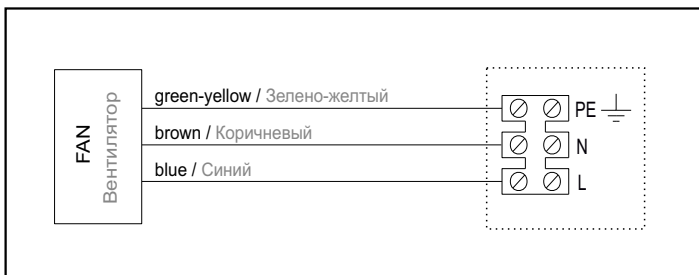 FAN
Вентилятор
green-yellow / Зелено-желтый
brown / Коричневый
blue / Синий
PE
N
L